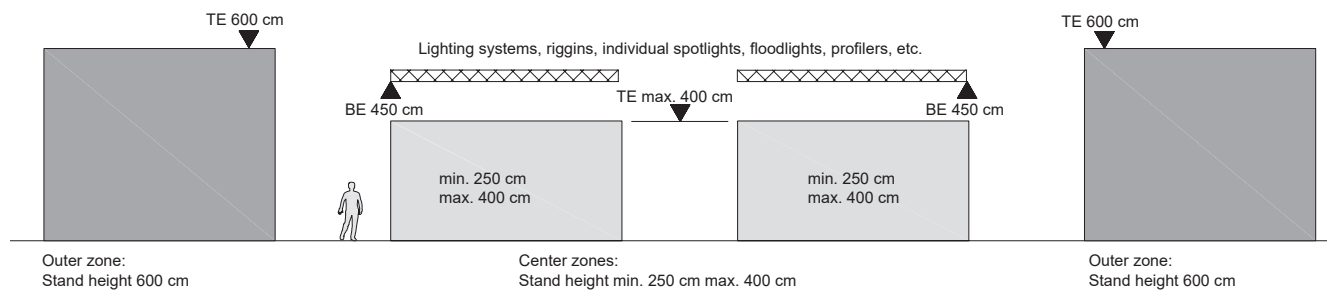 TE 600 cm
TE 600 cm
Lighting systems, riggins, individual spotlights, floodlights, profilers, etc.
TE max. 400 cm
BE 450 cm
BE 450 cm
min. 250 cm
max. 400 cm
min. 250 cm
max. 400 cm
Outer zone:
Stand height 600 cm
Center zones:
Stand height min. 250 cm max. 400 cm
Outer zone:
Stand height 600 cm